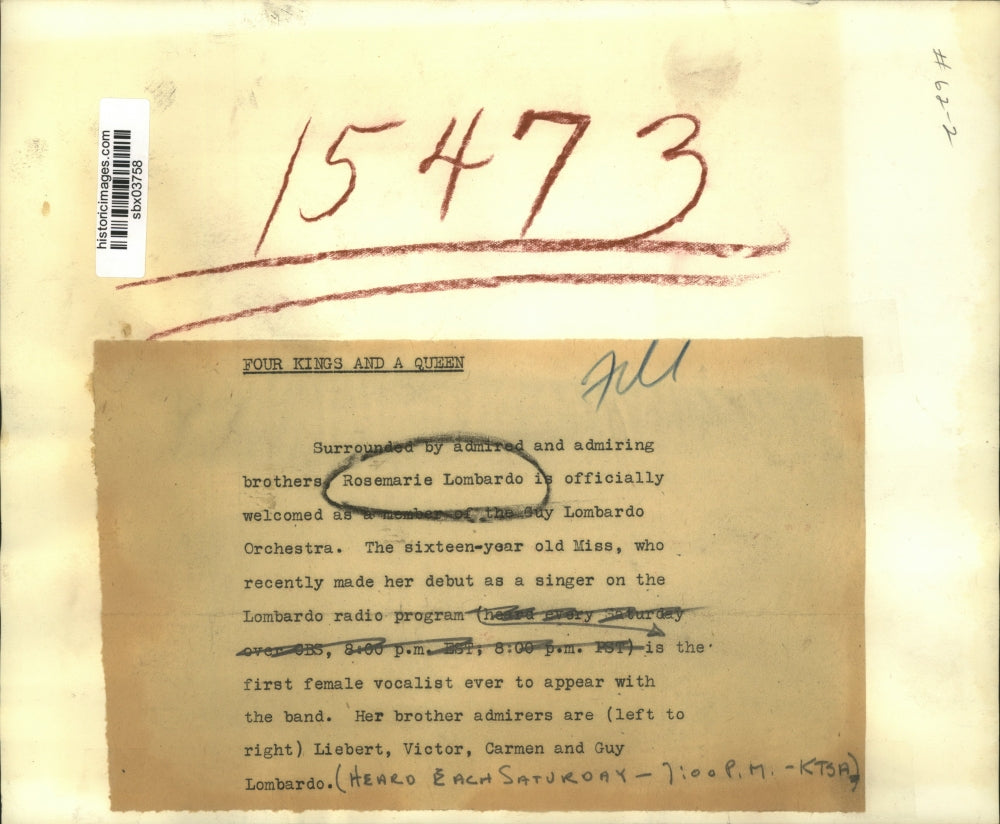 # 62-2
15473
historicimages.com
sbx03758
FOUR KINGS AND A QUEEN
Surrounded by admired and admiring
brothers, Rosemarie Lombardo is officially
welcomed as a member of the Guy Lombardo
Orchestra. The sixteen-year old Miss, who
recently made her debut as a singer on the
Lombardo radio program (heard every Saturday
over CBS, 8:00 p.m. EST; 8:00 p.m. PST) is the
first female vocalist ever to appear with
the band. Her brother admirers are (left to
right) Liebert, Victor, Carmen and Guy
Lombardo. (HEARD EACH SATURDAY - 7:00 P.M. - KTSA)